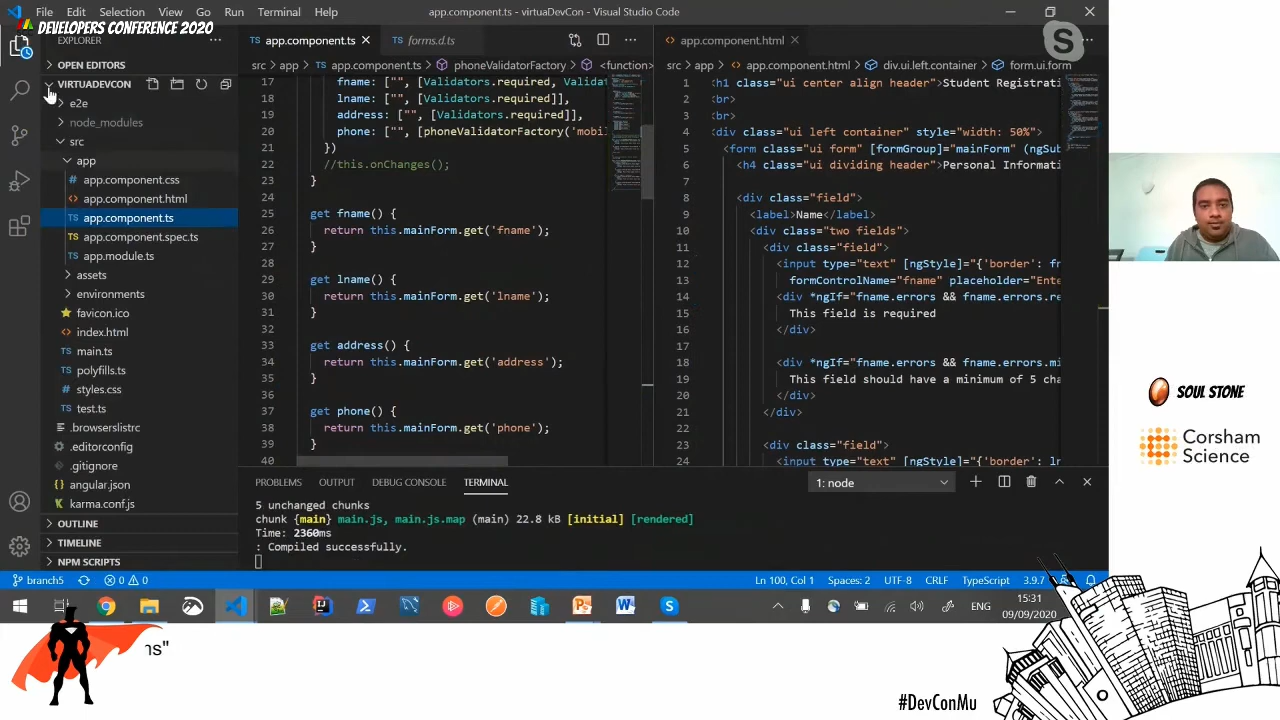 File Edit Selection View Go Run Terminal Help
app.component.ts - virtuaDevCon - Visual Studio Code
DEVELOPERS CONFERENCE 2020
EXPLORER
OPEN EDITORS
VIRTUADEVCON
e2e
node_modules
src
app
app.component.css
app.component.html
app.component.ts
app.component.spec.ts
app.module.ts
assets
environments
favicon.ico
index.html
main.ts
polyfills.ts
styles.css
test.ts
.browserslistrc
.editorconfig
.gitignore
angular.json
karma.conf.js
OUTLINE
TIMELINE
NPM SCRIPTS
TS app.component.ts
TS forms.d.ts
src > app > TS app.component.ts > phoneValidatorFactory > <function>
17 fname: ["", [Validators.required, Validat
18 lname: ["", [Validators.required]],
19 address: ["", [Validators.required]],
20 phone: ["", [phoneValidatorFactory('mobi
21 })
22 //this.onChanges();
23 }
24
25 get fname() {
26 return this.mainForm.get('fname');
27 }
28
29 get lname() {
30 return this.mainForm.get('lname');
31 }
32
33 get address() {
34 return this.mainForm.get('address');
35 }
36
37 get phone() {
38 return this.mainForm.get('phone');
39 }
40
app.component.html
src > app > app.component.html > div.ui.left.container > form.ui.form
1 <h1 class="ui center align header">Student Registrati
2 <br>
3 <br>
4 <div class="ui left container" style="width: 50%">
5 <form class="ui form" [formGroup]="mainForm" (ngSub
6 <h4 class="ui dividing header">Personal Informati
7
8 <div class="field">
9 <label>Name</label>
10 <div class="two fields">
11 <div class="field">
12 <input type="text" [ngStyle]="{'border': fn
13 formControlName="fname" placeholder="Ente
14 <div *ngIf="fname.errors && fname.errors.re
15 This field is required
16 </div>
17
18 <div *ngIf="fname.errors && fname.errors.mi
19 This field should have a minimum of 5 cha
20 </div>
21 </div>
22
23 <div class="field">
24 <input type="text" [ngStyle]="{'border': ln
PROBLEMS OUTPUT DEBUG CONSOLE TERMINAL
1: node
5 unchanged chunks
chunk {main} main.js, main.js.map (main) 22.8 kB [initial] [rendered]
Time: 2360ms
: Compiled successfully.
branch5 0 0
Ln 100, Col 1 Spaces: 2 UTF-8 CRLF TypeScript 3.9.7
ENG
15:31
09/09/2020
SOUL STONE
Corsham
Science
ms"
#DevConMu